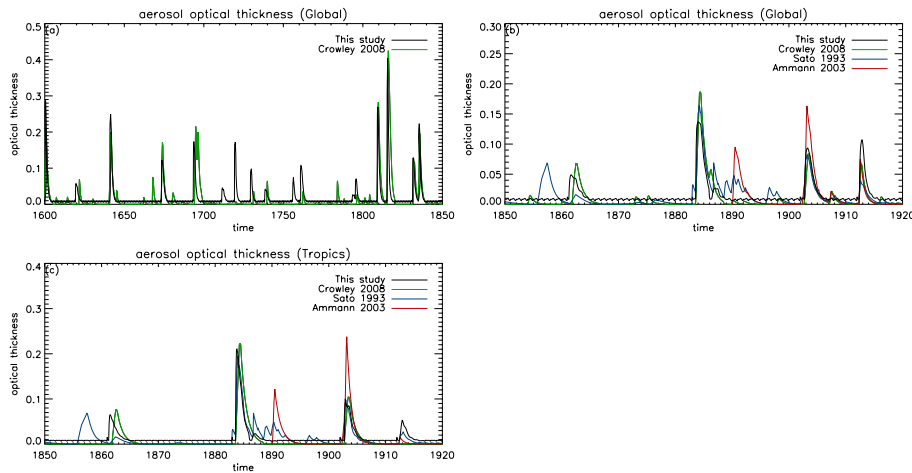 aerosol optical thickness (Global)
(a)
This study
Crowley 2008
optical thickness
0.5
0.4
0.3
0.2
0.1
0.0
1600 1650 1700 1750 1800 1850
time
aerosol optical thickness (Global)
(b)
This study
Crowley 2008
Sato 1993
Ammann 2003
optical thickness
0.30
0.25
0.20
0.15
0.10
0.05
0.00
1850 1860 1870 1880 1890 1900 1910 1920
time
aerosol optical thickness (Tropics)
(c)
This study
Crowley 2008
Sato 1993
Ammann 2003
optical thickness
0.4
0.3
0.2
0.1
0.0
1850 1860 1870 1880 1890 1900 1910 1920
time